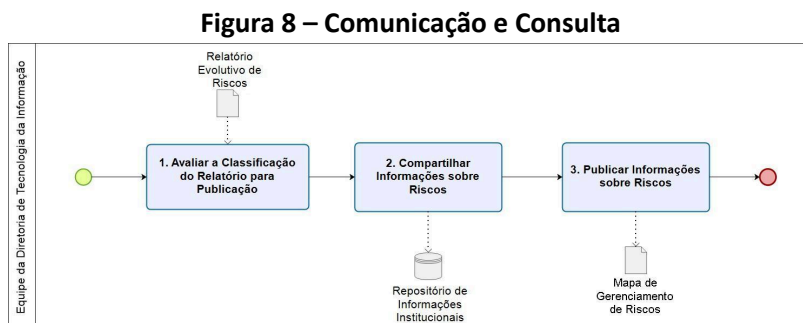 Figura 8 – Comunicação e Consulta
Equipe da Diretoria de Tecnologia da Informação
Relatório
Evolutivo de
Riscos
1. Avaliar a Classificação
do Relatório para
Publicação
2. Compartilhar
Informações sobre
Riscos
3. Publicar Informações
sobre Riscos
Repositório de
Informações
Institucionais
Mapa de
Gerenciamento
de Riscos